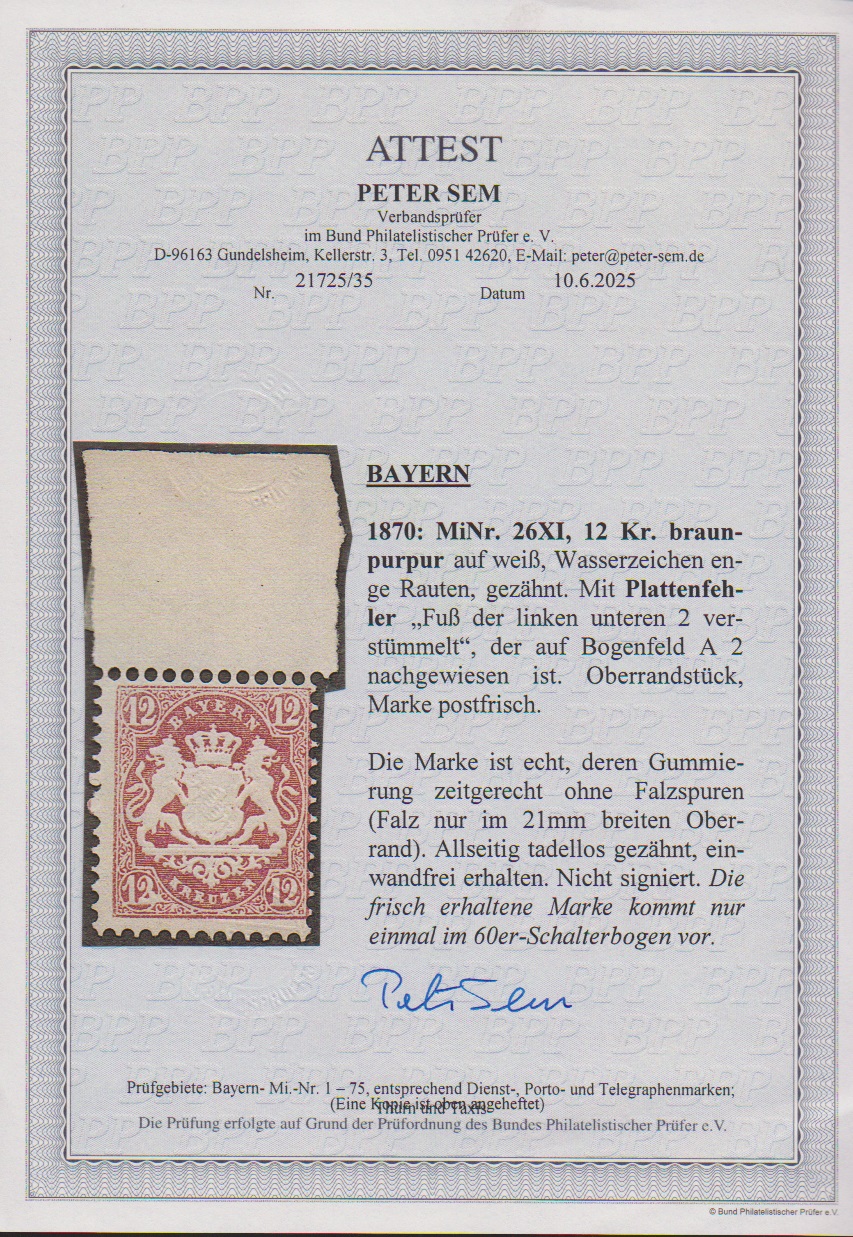 ATTEST
PETER SEM
Verbandsprüfer
im Bund Philatelistischer Prüfer e. V.
D-96163 Gundelsheim, Kellerstr. 3, Tel. 0951 42620, E-Mail: peter@peter-sem.de
Nr. 21725/35 Datum 10.6.2025
BAYERN
1870: MiNr. 26XI, 12 Kr. braun-
purpur auf weiß, Wasserzeichen en-
ge Rauten, gezähnt. Mit Plattenfeh-
ler „Fuß der linken unteren 2 ver-
stümmelt“, der auf Bogenfeld A 2
nachgewiesen ist. Oberrandstück,
Marke postfrisch.
Die Marke ist echt, deren Gummie-
rung zeitgerecht ohne Falzspuren
(Falz nur im 21mm breiten Ober-
rand). Allseitig tadellos gezähnt, ein-
wandfrei erhalten. Nicht signiert. Die
frisch erhaltene Marke kommt nur
einmal im 60er-Schalterbogen vor.
12 12
BAYERN
12 12
KREUZER
Peter Sem
Prüfgebiete: Bayern- Mi.-Nr. 1 – 75, entsprechend Dienst-, Porto- und Telegraphenmarken;
Thurn und Taxis
(Eine Kopie ist oben angeheftet)
Die Prüfung erfolgte auf Grund der Prüfordnung des Bundes Philatelistischer Prüfer e.V.
© Bund Philatelistischer Prüfer e.V.